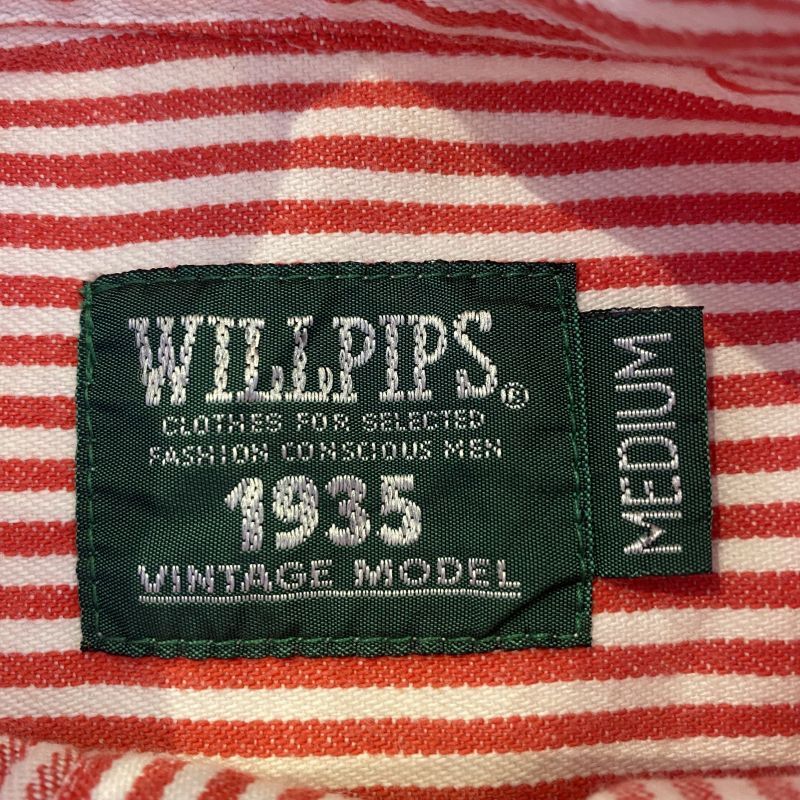 WILLPIPS®
CLOTHES FOR SELECTED
FASHION CONSCIOUS MEN
1935
VINTAGE MODEL
MEDIUM